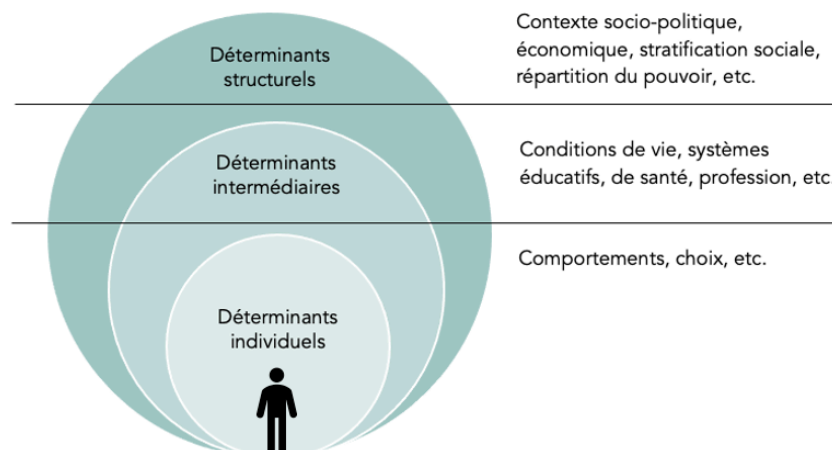 Déterminants
structurels
Contexte socio-politique,
économique, stratification sociale,
répartition du pouvoir, etc.
Déterminants
intermédiaires
Conditions de vie, systèmes
éducatifs, de santé, profession, etc.
Déterminants
individuels
Comportements, choix, etc.